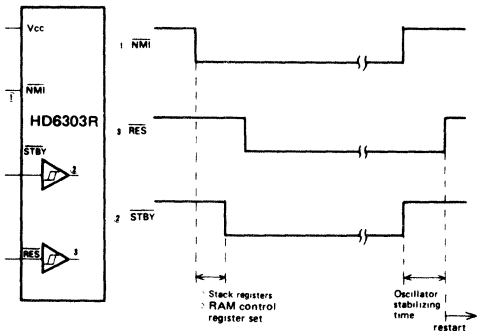 Vcc
1 NMI
1 NMI
HD6303R
3 RES
STBY
2
2 STBY
RES
3
Stack registers
RAM control
register set
Oscillator
stabilizing
time
restart